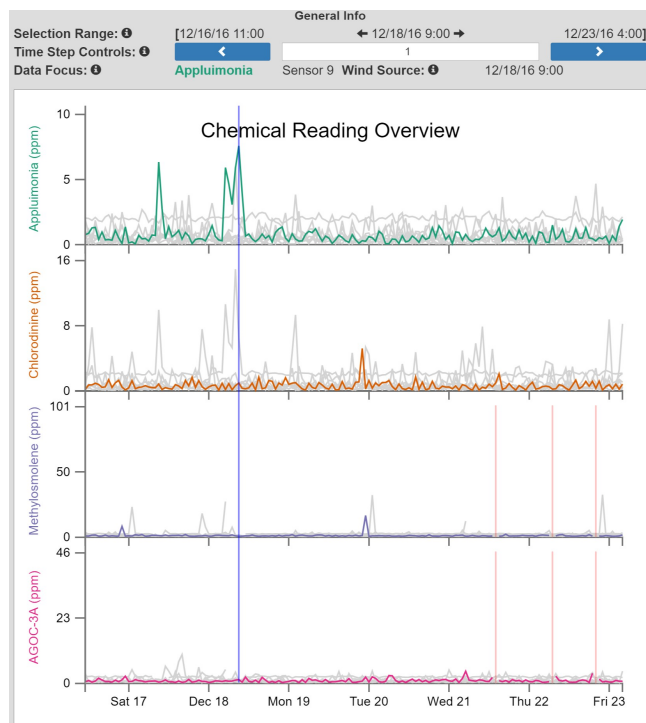 General Info
Selection Range: [12/16/16 11:00 ← 12/18/16 9:00 → 12/23/16 4:00]
Time Step Controls: < 1 >
Data Focus: Appluimonia Sensor 9 Wind Source: 12/18/16 9:00
Chemical Reading Overview
Appluimonia (ppm)
10
5
0
Chlorodinine (ppm)
16
8
0
Methylosmolene (ppm)
101
50
0
AGOC-3A (ppm)
46
23
0
Sat 17 Dec 18 Mon 19 Tue 20 Wed 21 Thu 22 Fri 23